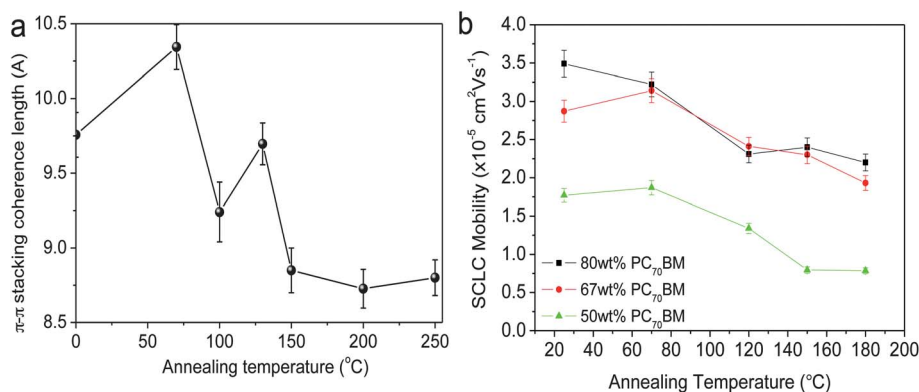 a
10.5
10.0
9.5
9.0
8.5
π-π stacking coherence length (A)
0 50 100 150 200 250
Annealing temperature (°C)
b
4.0
3.5
3.0
2.5
2.0
1.5
1.0
0.5
0.0
SCLC Mobility (x10⁻⁵ cm²Vs⁻¹)
80wt% PC₇₀BM
67wt% PC₇₀BM
50wt% PC₇₀BM
20 40 60 80 100 120 140 160 180 200
Annealing Temperature (°C)